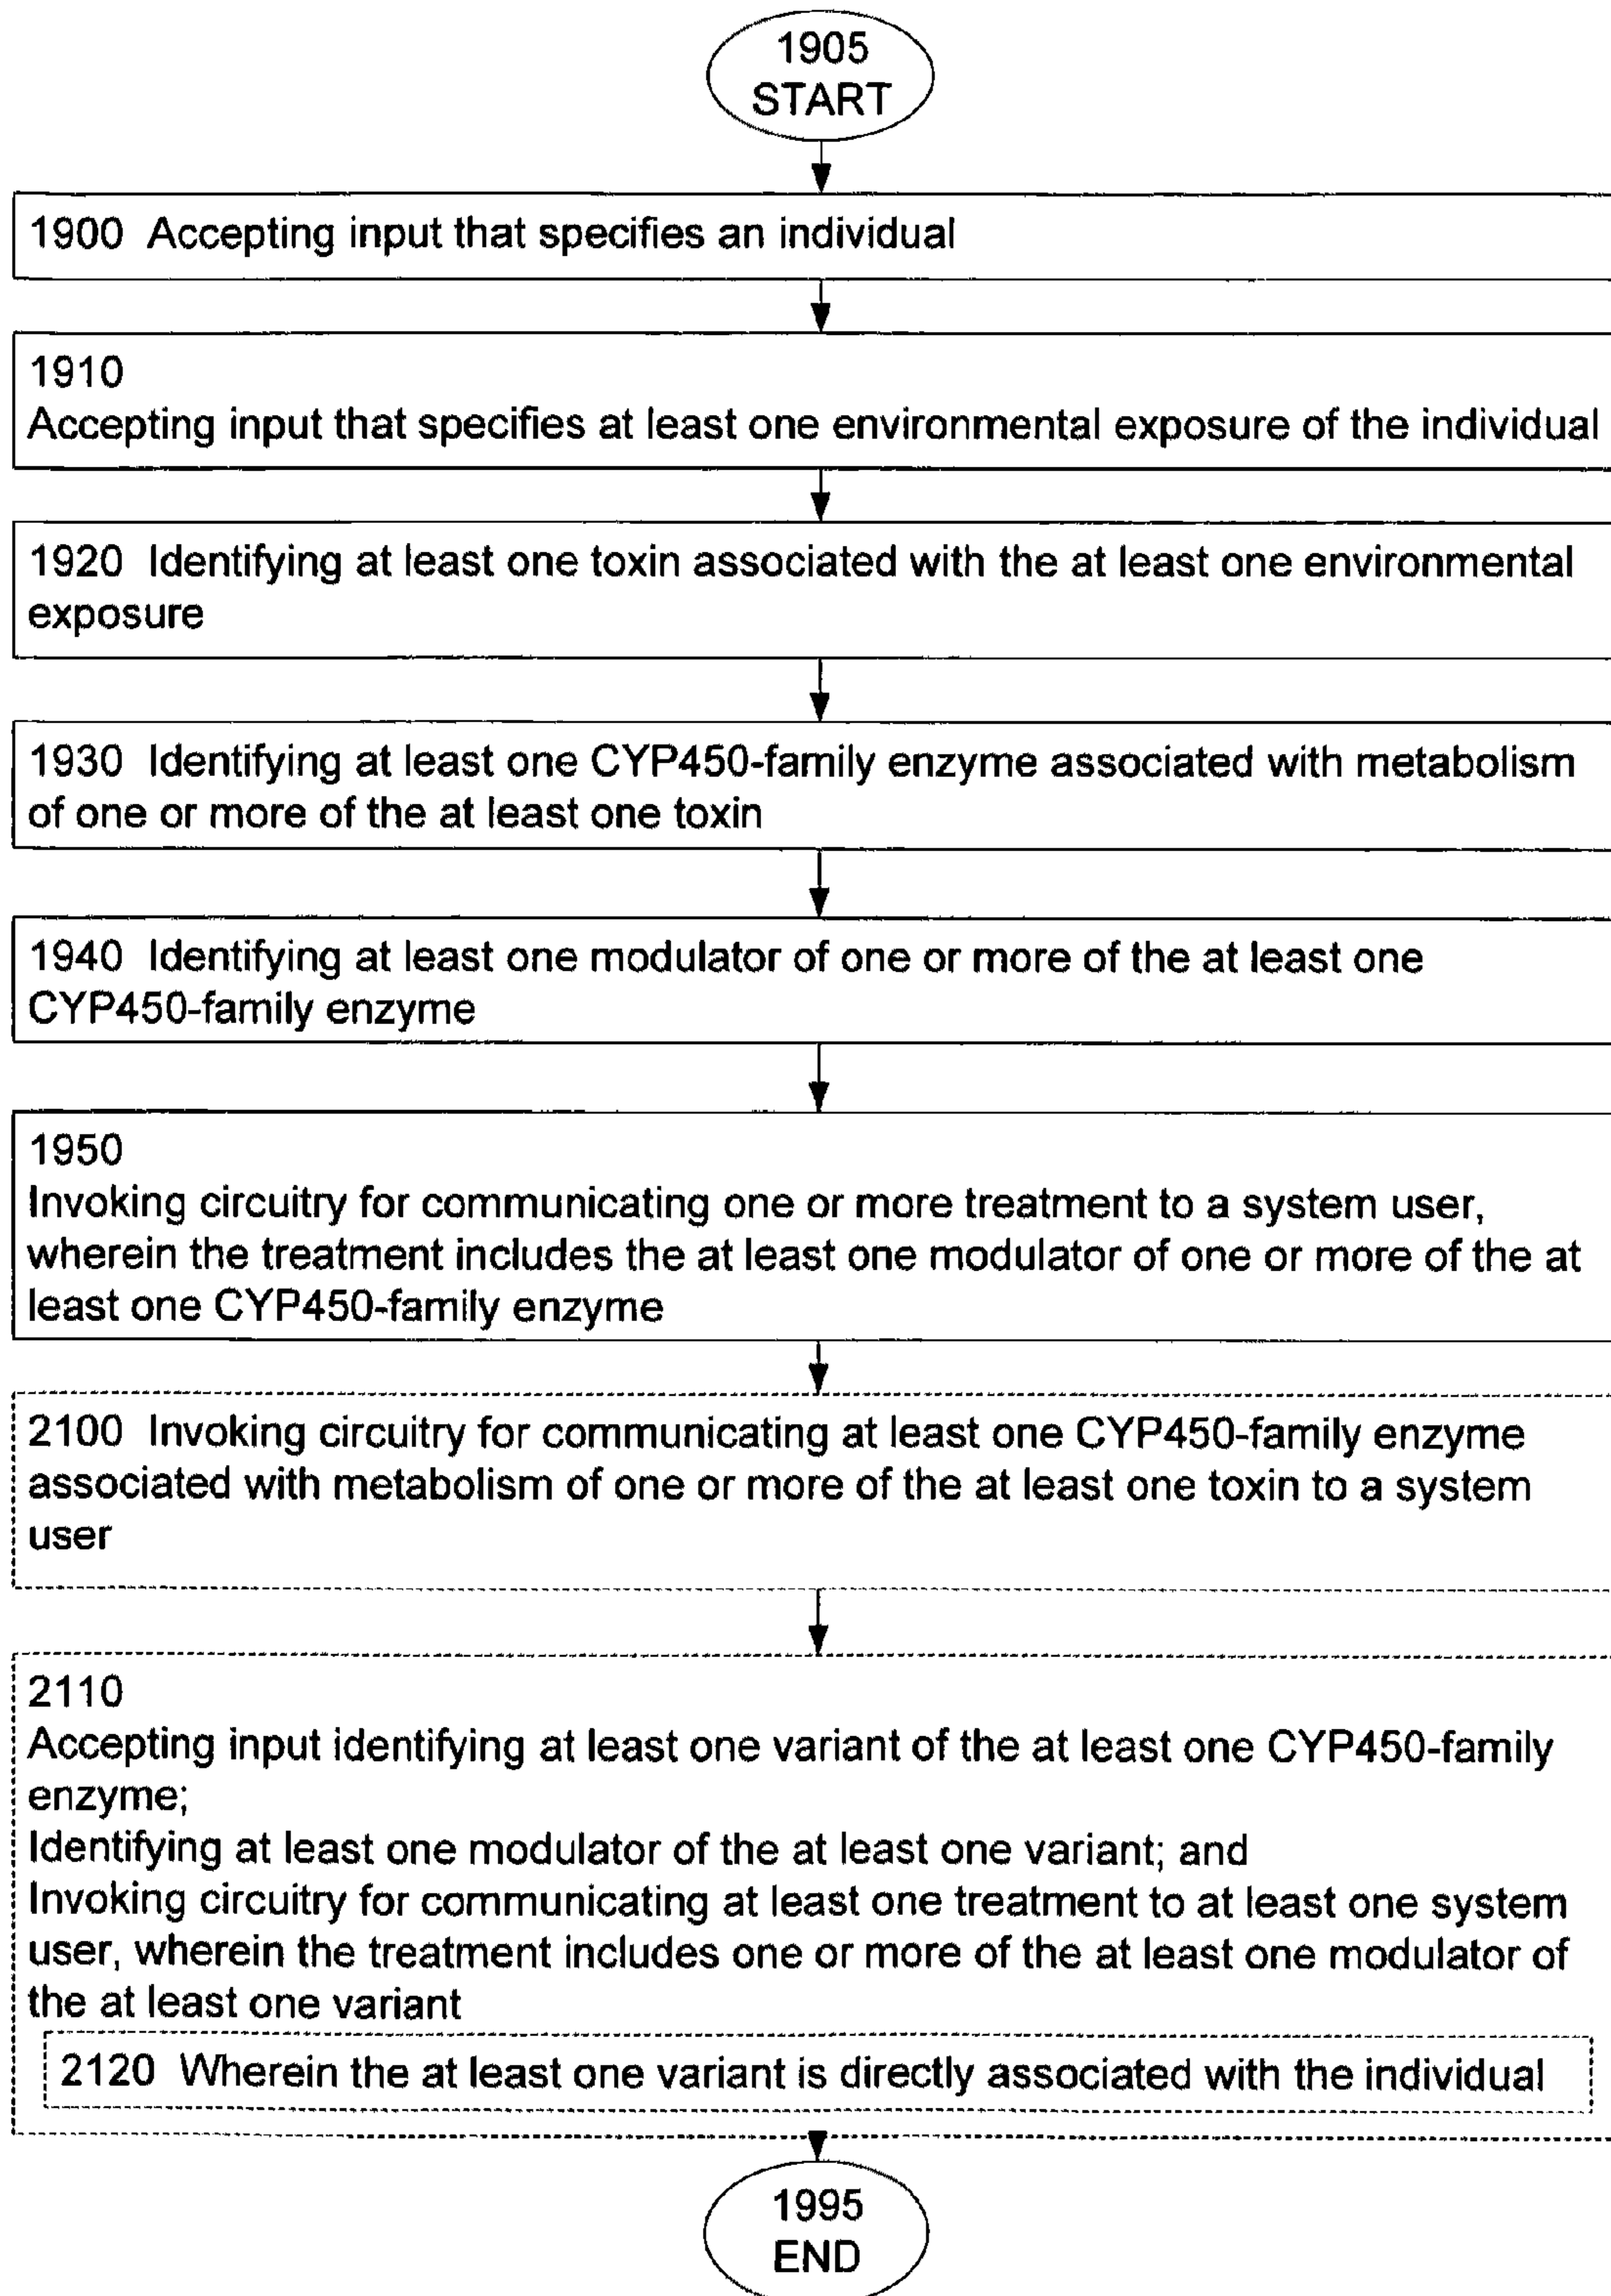 1905
START
1900 Accepting input that specifies an individual
1910
Accepting input that specifies at least one environmental exposure of the individual
1920 Identifying at least one toxin associated with the at least one environmental
exposure
1930 Identifying at least one CYP450-family enzyme associated with metabolism
of one or more of the at least one toxin
1940 Identifying at least one modulator of one or more of the at least one
CYP450-family enzyme
1950
Invoking circuitry for communicating one or more treatment to a system user,
wherein the treatment includes the at least one modulator of one or more of the at
least one CYP450-family enzyme
2100 Invoking circuitry for communicating at least one CYP450-family enzyme
associated with metabolism of one or more of the at least one toxin to a system
user
2110
Accepting input identifying at least one variant of the at least one CYP450-family
enzyme;
Identifying at least one modulator of the at least one variant; and
Invoking circuitry for communicating at least one treatment to at least one system
user, wherein the treatment includes one or more of the at least one modulator of
the at least one variant
2120 Wherein the at least one variant is directly associated with the individual
1995
END